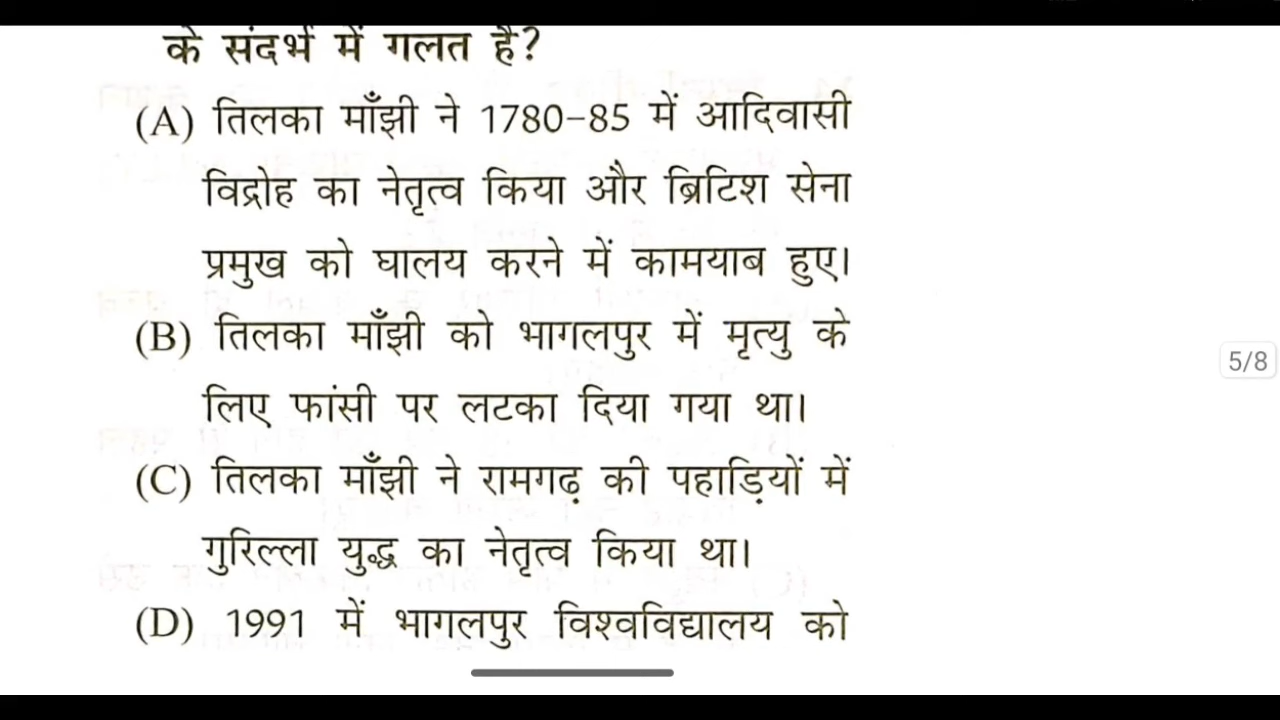 के संदर्भ में गलत है?
(A) तिलका माँझी ने 1780-85 में आदिवासी
विद्रोह का नेतृत्व किया और ब्रिटिश सेना
प्रमुख को घालय करने में कामयाब हुए।
(B) तिलका माँझी को भागलपुर में मृत्यु के
लिए फांसी पर लटका दिया गया था।
5/8
(C) तिलका माँझी ने रामगढ़ की पहाड़ियों में
गुरिल्ला युद्ध का नेतृत्व किया था।
(D) 1991 में भागलपुर विश्वविद्यालय को